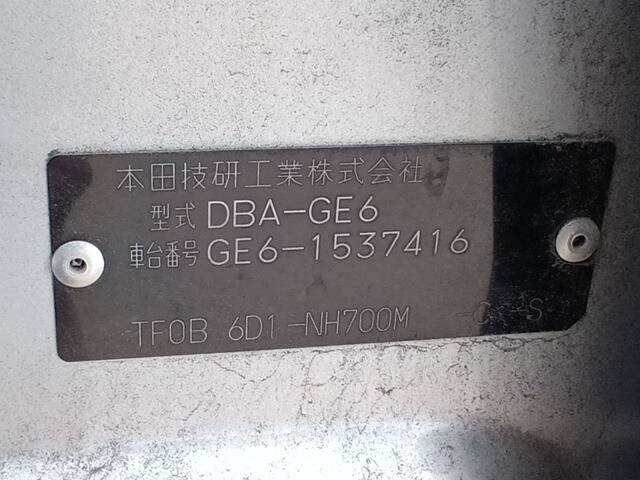 本田技研工業株式会社
型式 DBA-GE6
車台番号 GE6-1537416
TF0B 6D1-NH700M -C -S